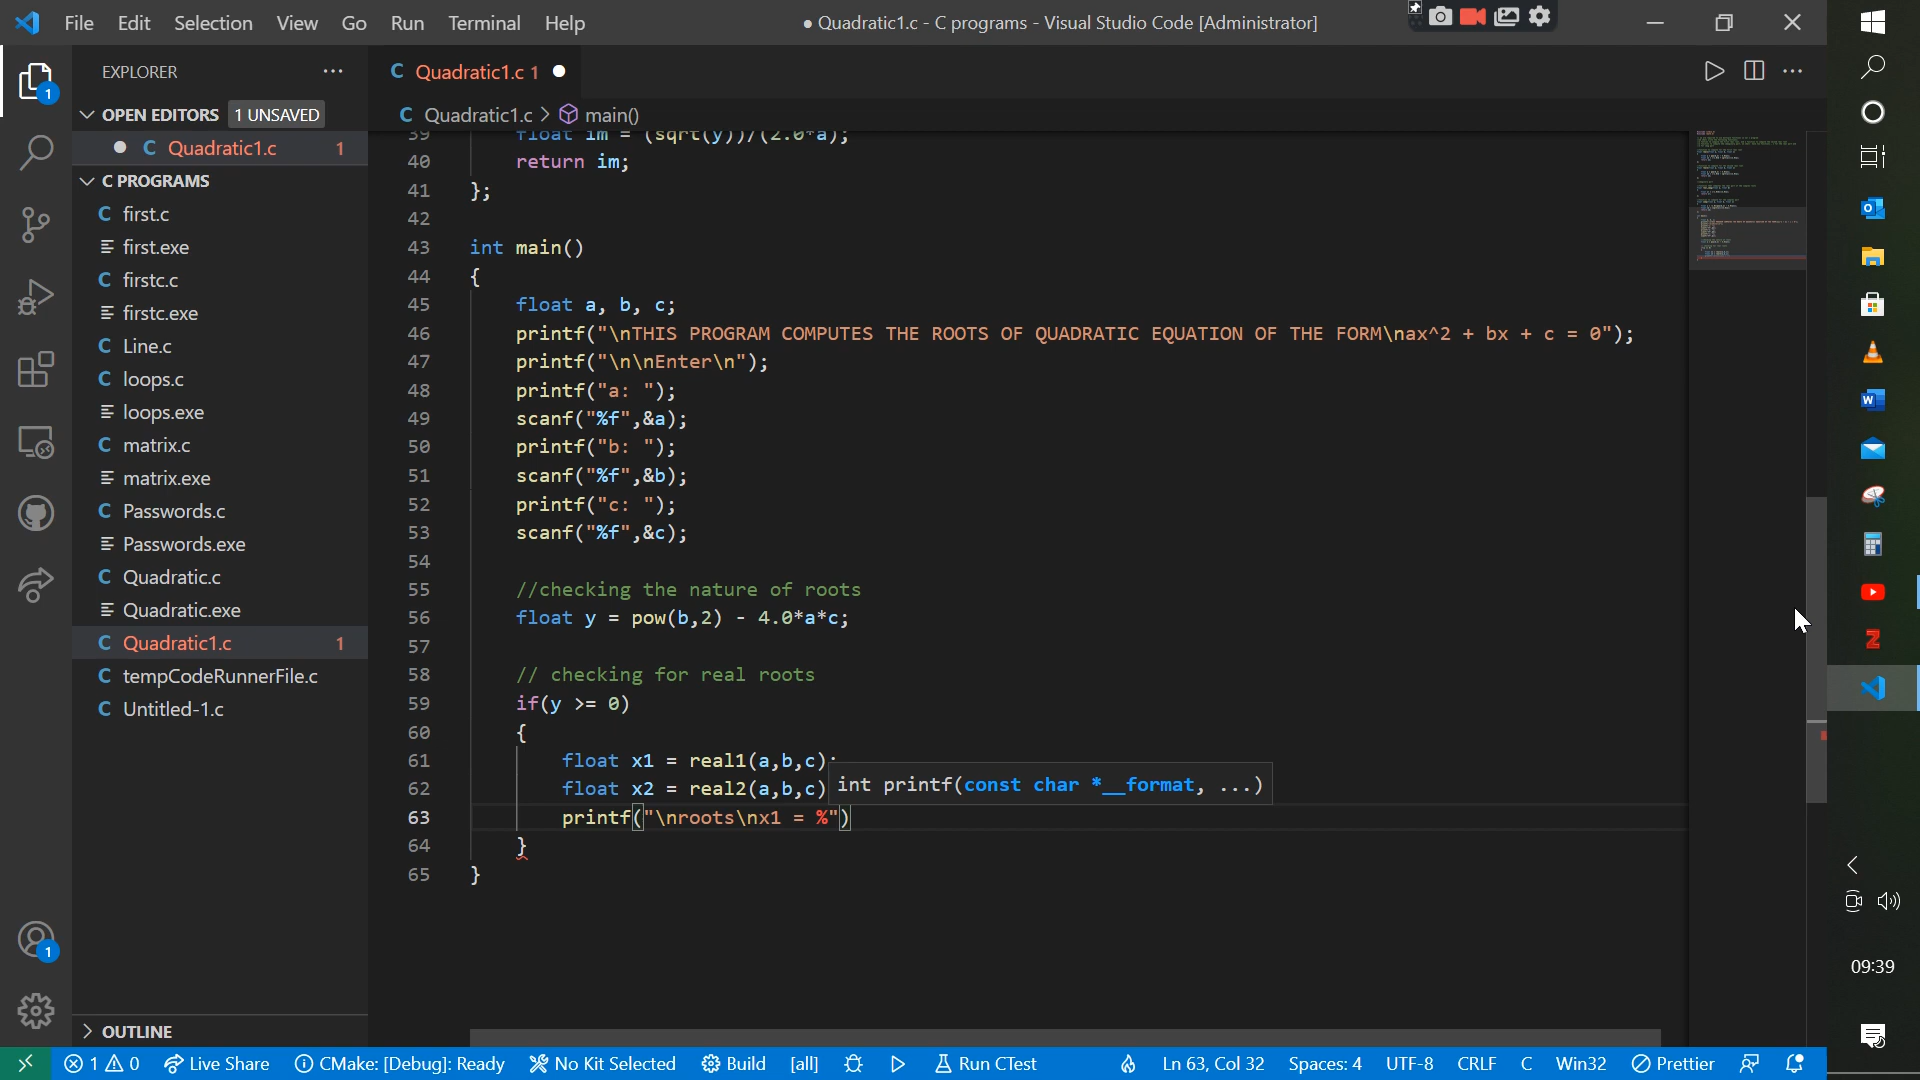 File Edit Selection View Go Run Terminal Help
● Quadratic1.c - C programs - Visual Studio Code [Administrator]
EXPLORER ···
Quadratic1.c 1
OPEN EDITORS 1 UNSAVED
C Quadratic1.c 1
C PROGRAMS
C first.c
first.exe
C firstc.c
firstc.exe
C Line.c
C loops.c
loops.exe
C matrix.c
matrix.exe
C Passwords.c
Passwords.exe
C Quadratic.c
Quadratic.exe
C Quadratic1.c 1
C tempCodeRunnerFile.c
C Untitled-1.c
OUTLINE
C Quadratic1.c > main()
39 float im = (sqrt(y))/(2.0*a);
40 return im;
41 };
42
43 int main()
44 {
45 float a, b, c;
46 printf("\nTHIS PROGRAM COMPUTES THE ROOTS OF QUADRATIC EQUATION OF THE FORM\nax^2 + bx + c = 0");
47 printf("\n\nEnter\n");
48 printf("a: ");
49 scanf("%f",&a);
50 printf("b: ");
51 scanf("%f",&b);
52 printf("c: ");
53 scanf("%f",&c);
54
55 //checking the nature of roots
56 float y = pow(b,2) - 4.0*a*c;
57
58 // checking for real roots
59 if(y >= 0)
60 {
61 float x1 = real1(a,b,c);
62 float x2 = real2(a,b,c)
int printf(const char *__format, ...)
63 printf("\nroots\nx1 = %")
64 }
65 }
1
1
09:39
1 0 Live Share CMake: [Debug]: Ready No Kit Selected Build [all] Run CTest Ln 63, Col 32 Spaces: 4 UTF-8 CRLF C Win32 Prettier